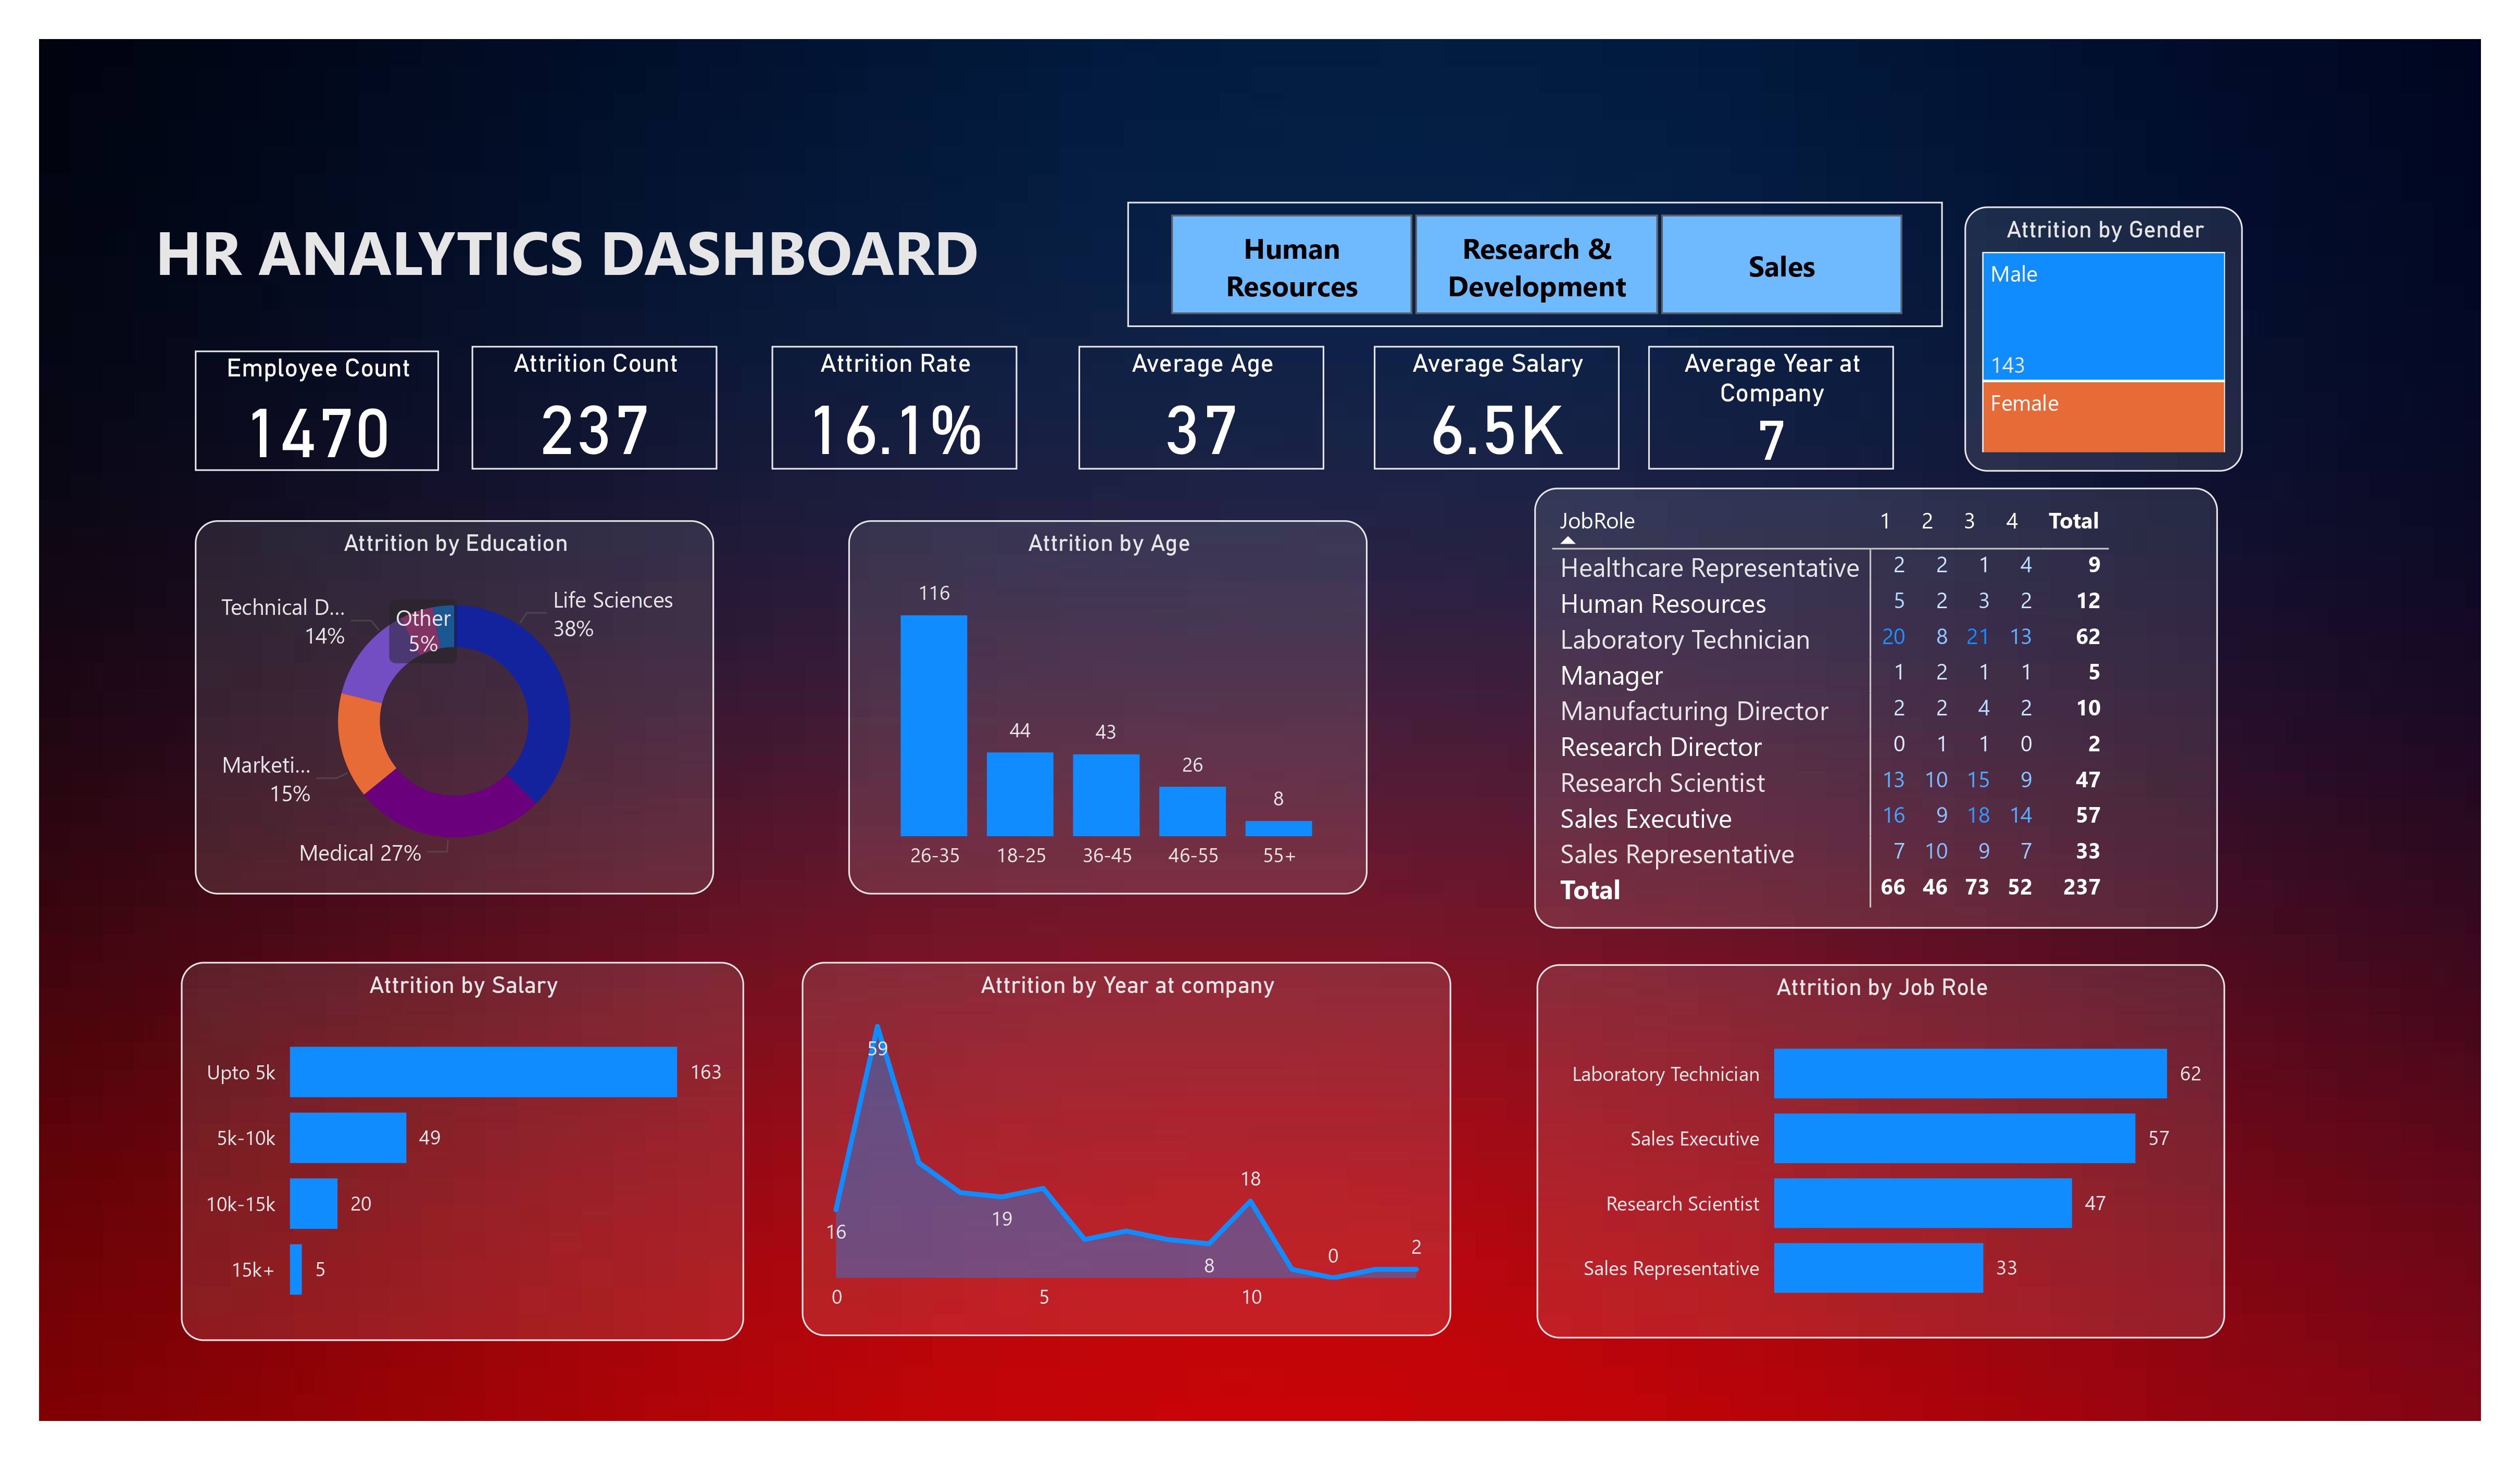 HR ANALYTICS DASHBOARD
Human
Resources
Research &
Development
Sales
Attrition by Gender
Male
143
Female
Employee Count
1470
Attrition Count
237
Attrition Rate
16.1%
Average Age
37
Average Salary
6.5K
Average Year at
Company
7
Attrition by Education
Life Sciences
38%
Technical D...
14%
Other
5%
Marketi...
15%
Medical 27%
Attrition by Age
116
44
43
26
8
26-35 18-25 36-45 46-55 55+
JobRole 1 2 3 4 Total
Healthcare Representative 2 2 1 4 9
Human Resources 5 2 3 2 12
Laboratory Technician 20 8 21 13 62
Manager 1 2 1 1 5
Manufacturing Director 2 2 4 2 10
Research Director 0 1 1 0 2
Research Scientist 13 10 15 9 47
Sales Executive 16 9 18 14 57
Sales Representative 7 10 9 7 33
Total 66 46 73 52 237
Attrition by Salary
Upto 5k 163
5k-10k 49
10k-15k 20
15k+ 5
Attrition by Year at company
59
16
19
8
18
0
2
0 5 10
Attrition by Job Role
Laboratory Technician 62
Sales Executive 57
Research Scientist 47
Sales Representative 33